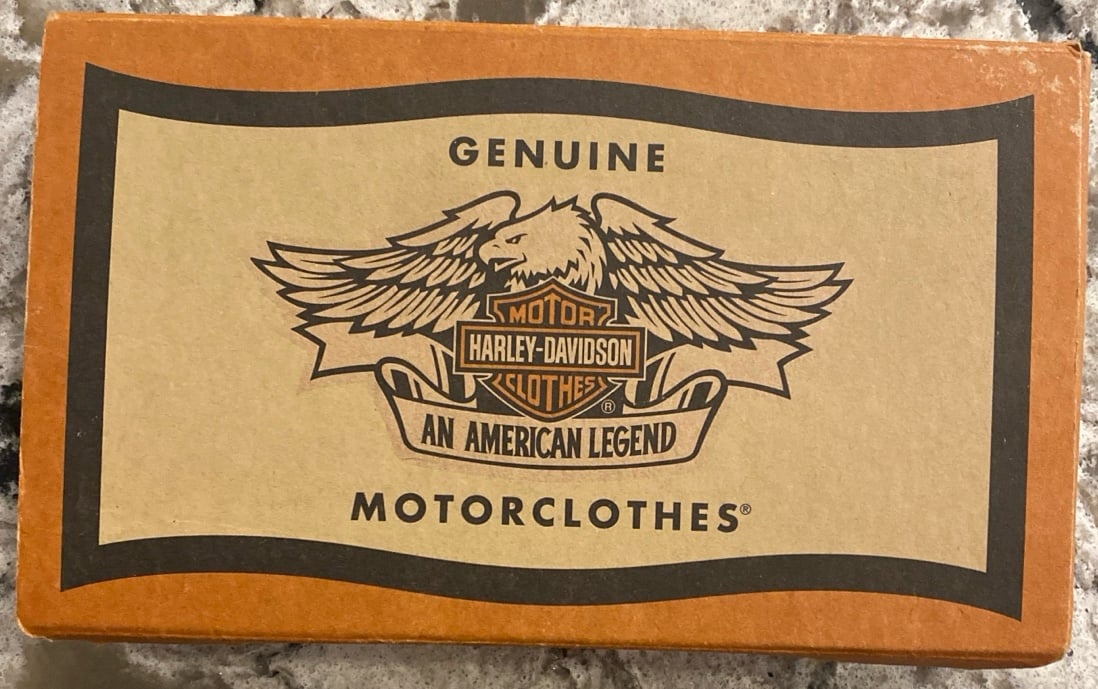 GENUINE
MOTOR
HARLEY-DAVIDSON
CLOTHES
®
AN AMERICAN LEGEND
MOTORCLOTHES®